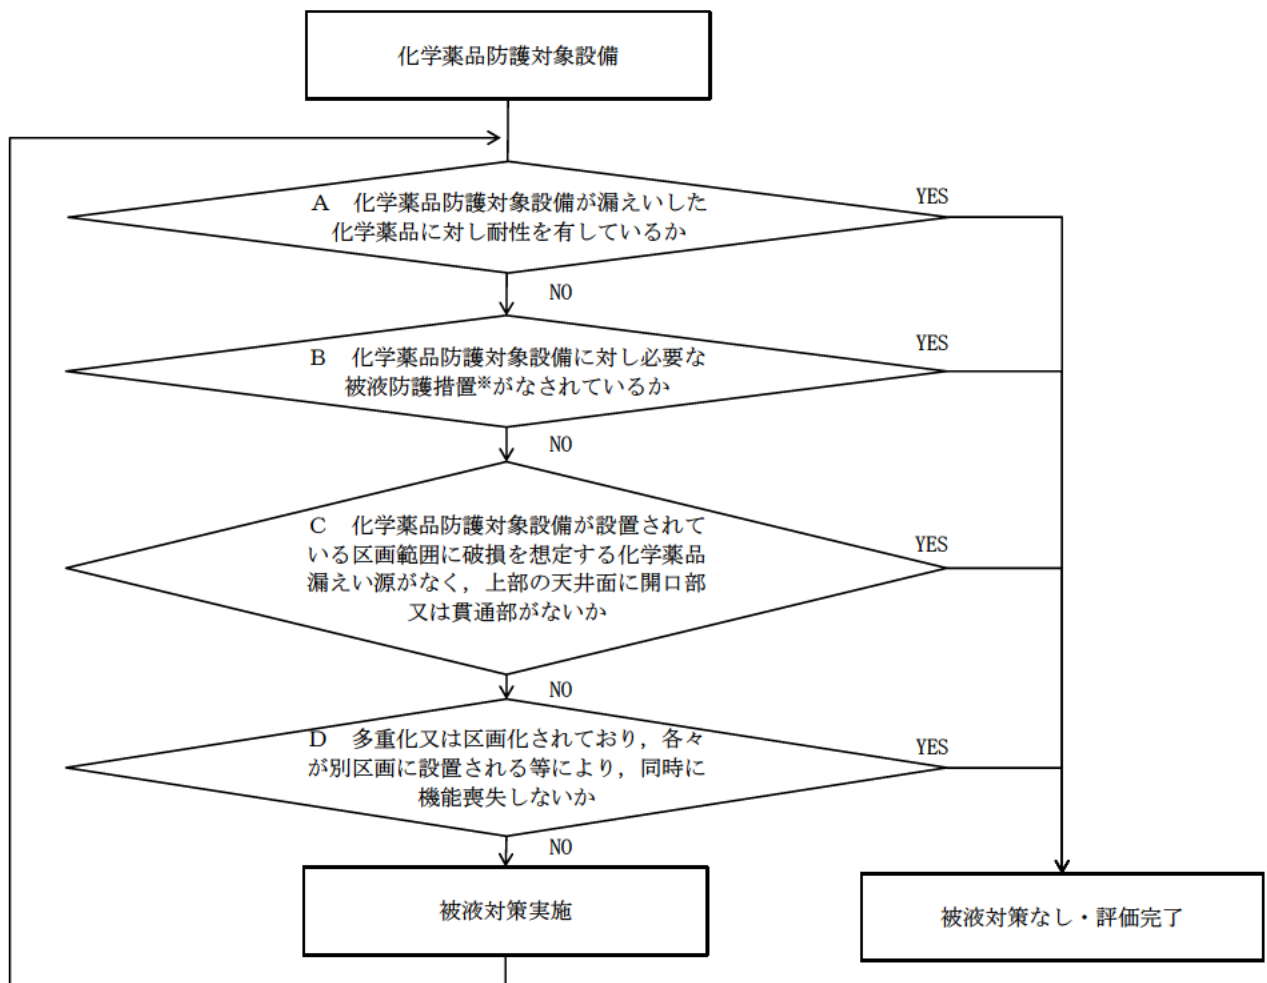 化学薬品防護対象設備
A 化学薬品防護対象設備が漏えいした
化学薬品に対し耐性を有しているか
YES
NO
B 化学薬品防護対象設備に対し必要な
被液防護措置※がなされているか
YES
NO
C 化学薬品防護対象設備が設置されて
いる区画範囲に破損を想定する化学薬品
漏えい源がなく，上部の天井面に開口部
又は貫通部がないか
YES
NO
D 多重化又は区画化されており，各々
が別区画に設置される等により，同時に
機能喪失しないか
YES
NO
被液対策実施
被液対策なし・評価完了